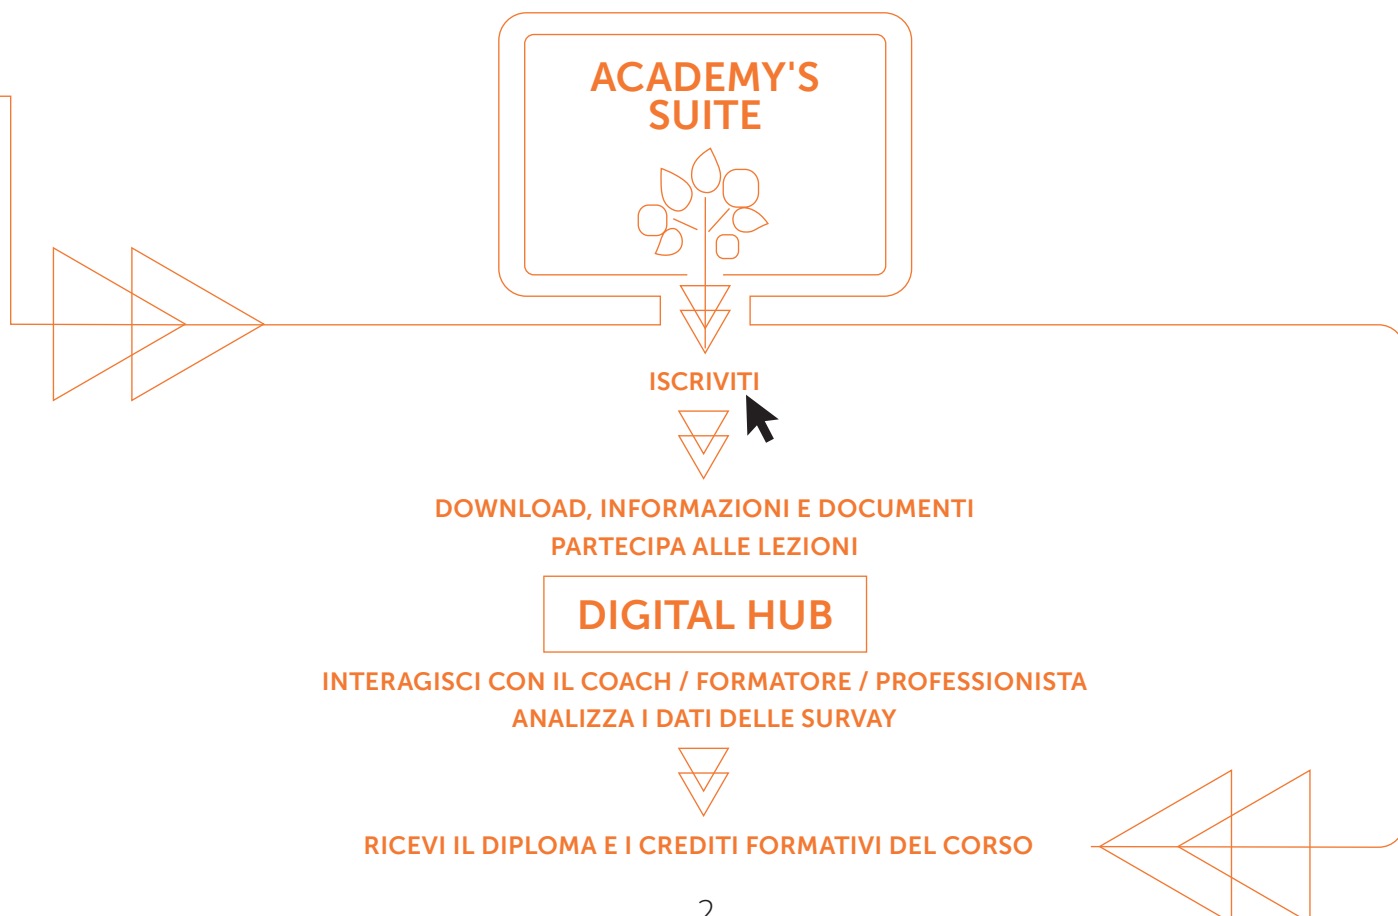 ACADEMY'S
SUITE
ISCRIVITI
DOWNLOAD, INFORMAZIONI E DOCUMENTI
PARTECIPA ALLE LEZIONI
DIGITAL HUB
INTERAGISCI CON IL COACH / FORMATORE / PROFESSIONISTA
ANALIZZA I DATI DELLE SURVAY
RICEVI IL DIPLOMA E I CREDITI FORMATIVI DEL CORSO
2